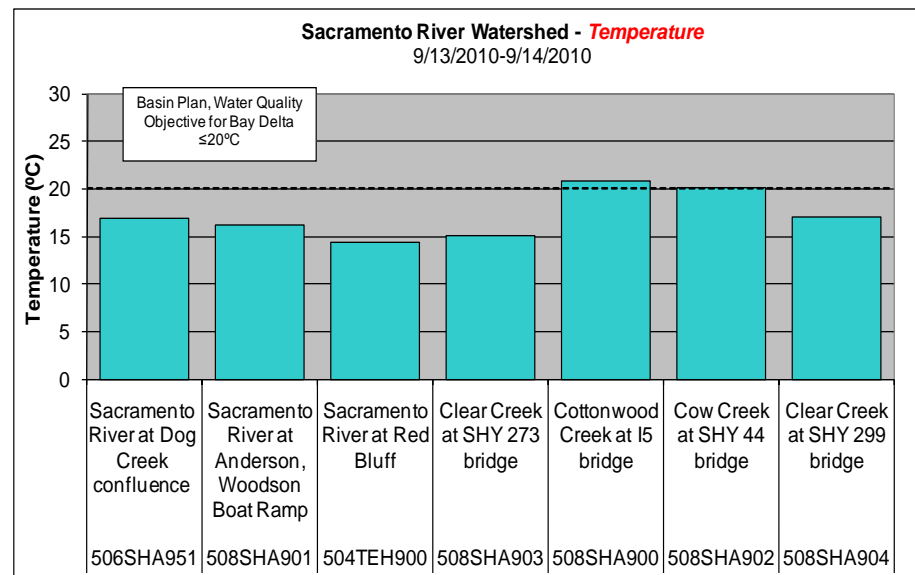 Sacramento River Watershed - Temperature
9/13/2010-9/14/2010
Temperature (ºC)
30
25
20
15
10
5
0
Basin Plan, Water Quality
Objective for Bay Delta
≤20ºC
Sacramento
River at Dog
Creek
confluence
Sacramento
River at
Anderson,
Woodson
Boat Ramp
Sacramento
River at Red
Bluff
Clear Creek
at SHY 273
bridge
Cottonwood
Creek at I5
bridge
Cow Creek
at SHY 44
bridge
Clear Creek
at SHY 299
bridge
506SHA951
508SHA901
504TEH900
508SHA903
508SHA900
508SHA902
508SHA904